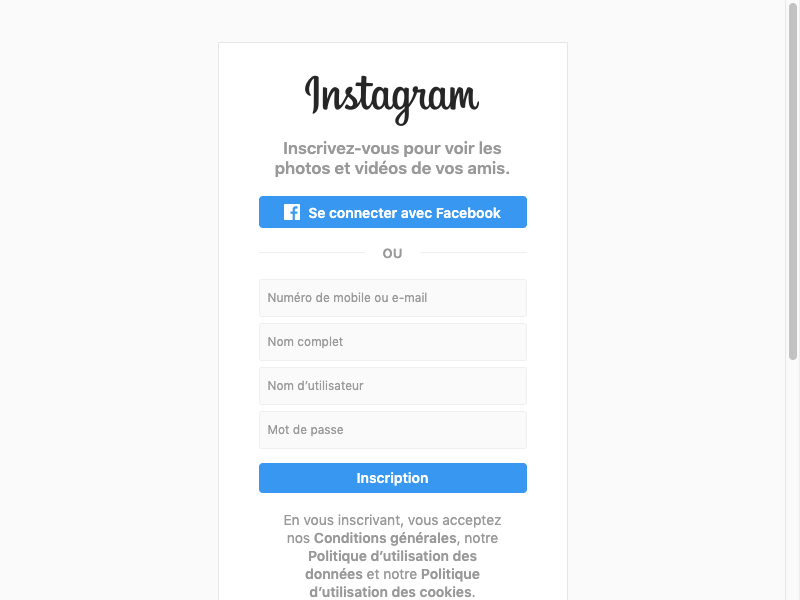 Instagram
Inscrivez-vous pour voir les
photos et vidéos de vos amis.
Se connecter avec Facebook
OU
Numéro de mobile ou e-mail
Nom complet
Nom d’utilisateur
Mot de passe
Inscription
En vous inscrivant, vous acceptez
nos Conditions générales, notre
Politique d’utilisation des
données et notre Politique
d’utilisation des cookies.